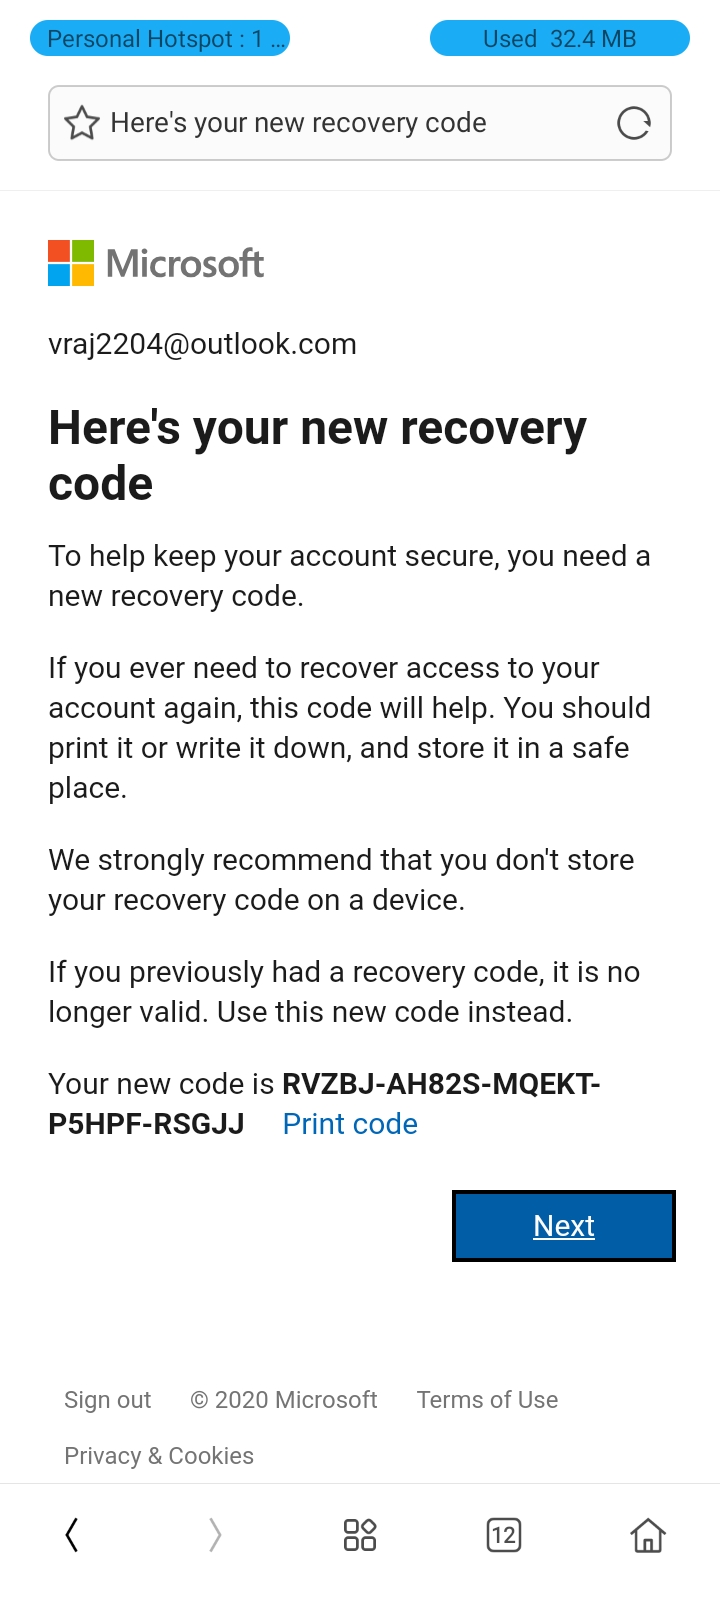 Personal Hotspot : 1 ...
Used 32.4 MB
Here's your new recovery code
Microsoft
vraj2204@outlook.com
Here's your new recovery
code
To help keep your account secure, you need a
new recovery code.
If you ever need to recover access to your
account again, this code will help. You should
print it or write it down, and store it in a safe
place.
We strongly recommend that you don't store
your recovery code on a device.
If you previously had a recovery code, it is no
longer valid. Use this new code instead.
Your new code is RVZBJ-AH82S-MQEKT-
P5HPF-RSGJJ Print code
Next
Sign out © 2020 Microsoft Terms of Use
Privacy & Cookies
12